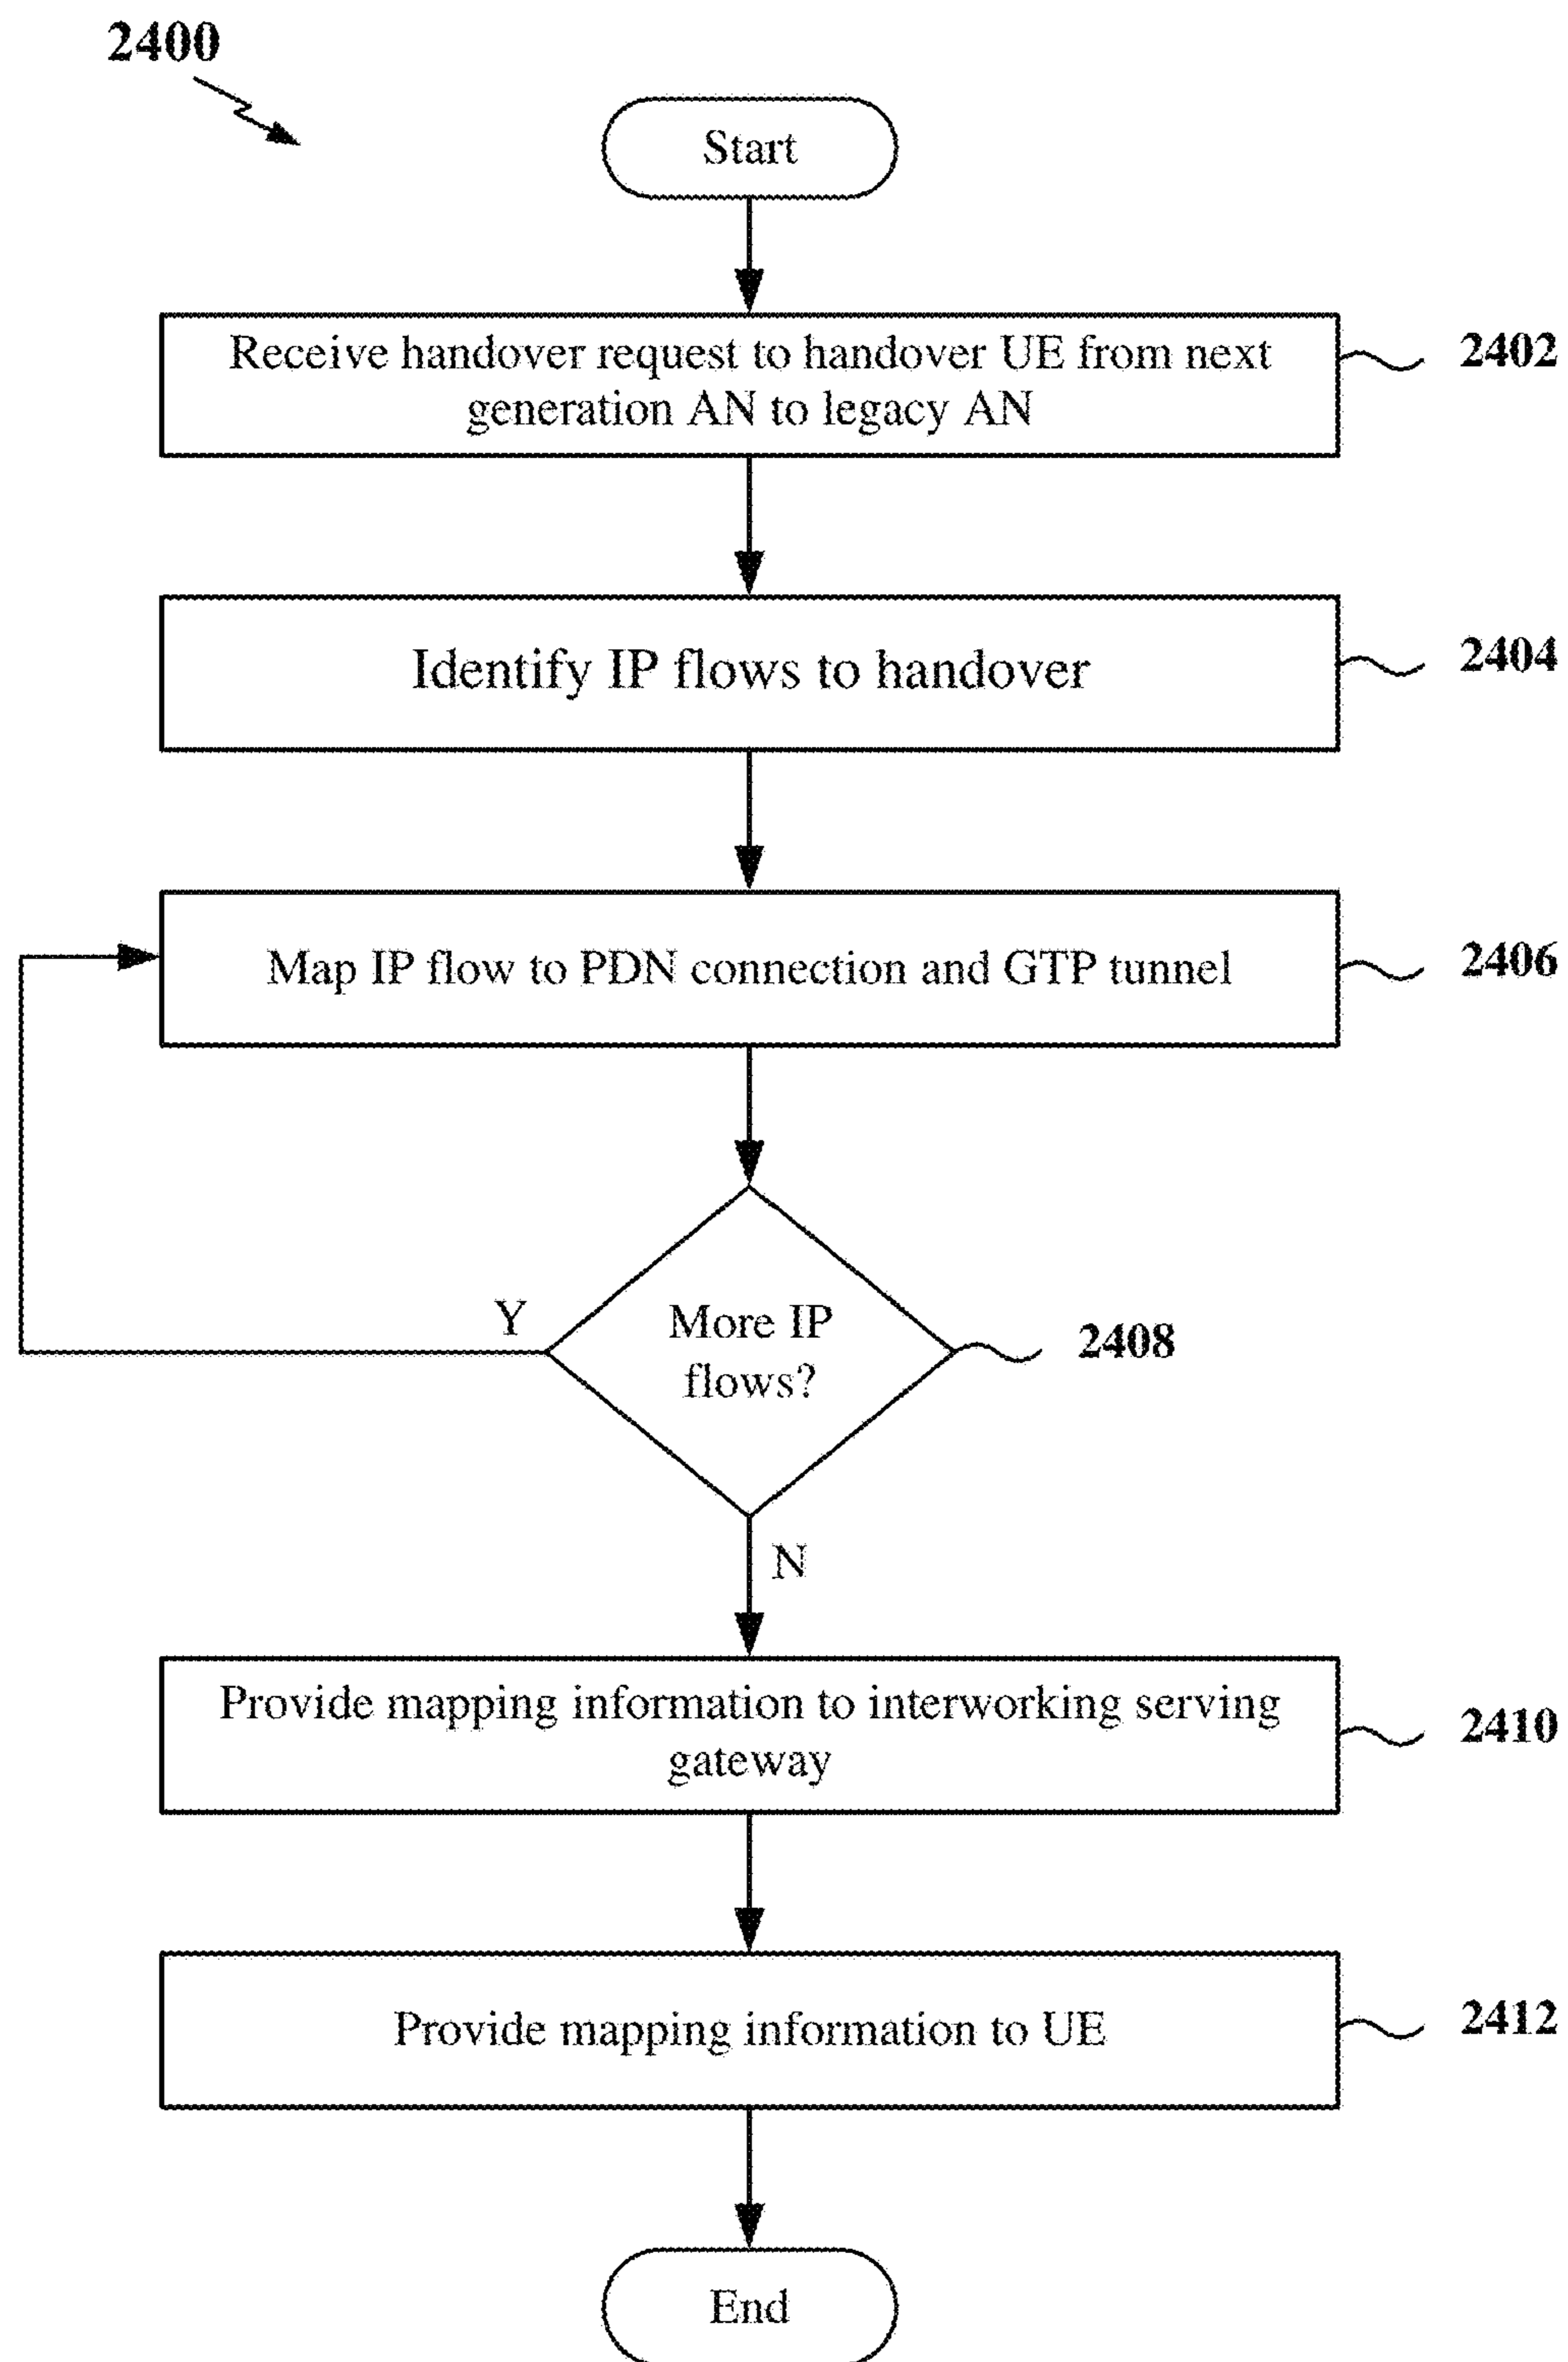 2400
Start
Receive handover request to handover UE from next
generation AN to legacy AN
2402
Identify IP flows to handover
2404
Map IP flow to PDN connection and GTP tunnel
2406
Y
More IP
flows?
2408
N
Provide mapping information to interworking serving
gateway
2410
Provide mapping information to UE
2412
End